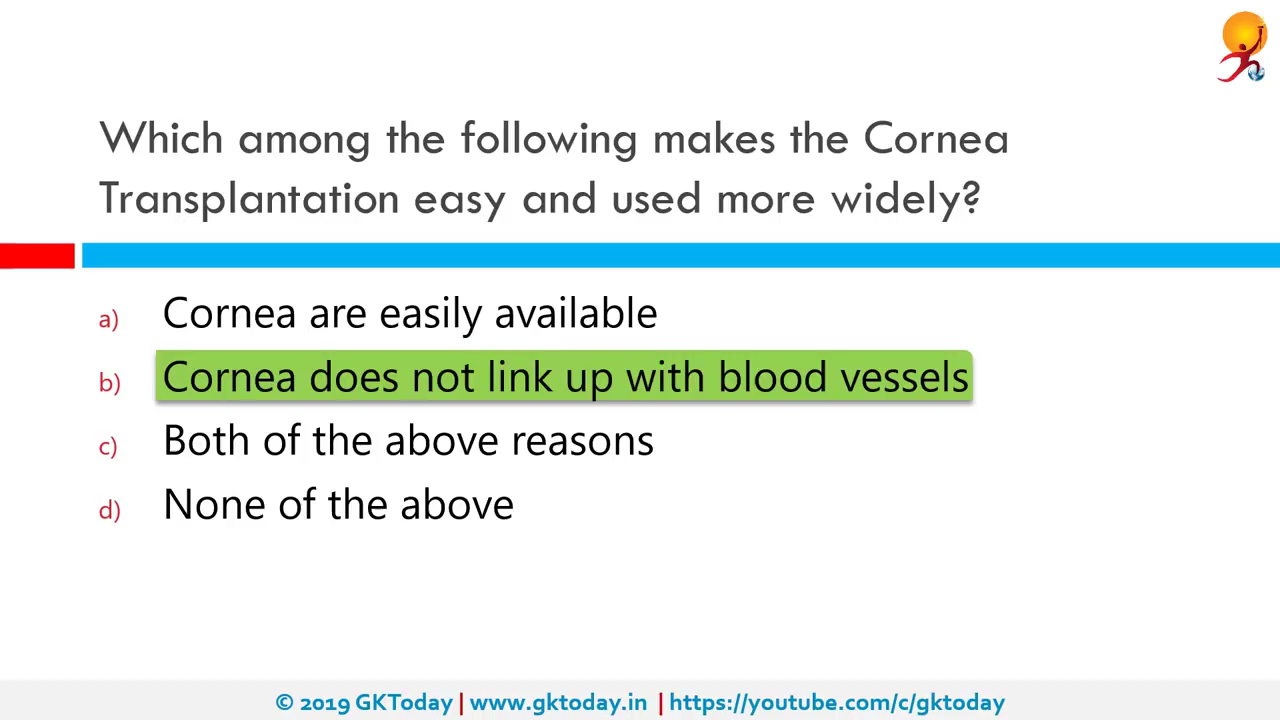 Which among the following makes the Cornea
Transplantation easy and used more widely?
a) Cornea are easily available
b) Cornea does not link up with blood vessels
c) Both of the above reasons
d) None of the above
© 2019 GKToday | www.gktoday.in | https://youtube.com/c/gktoday